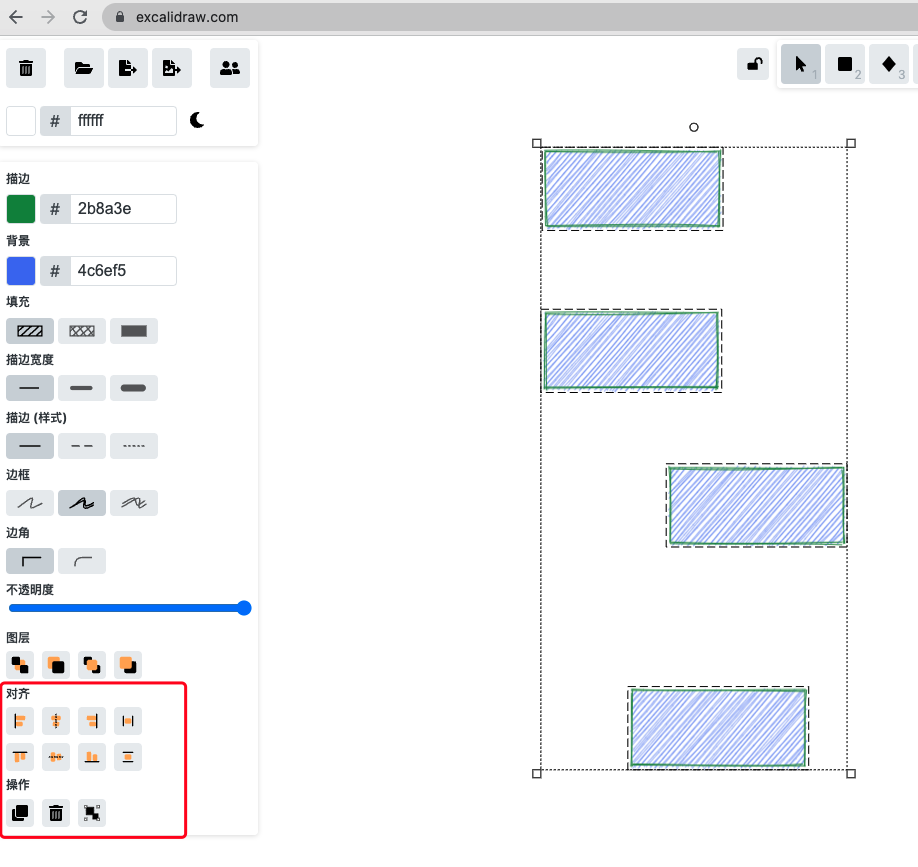 excalidraw.com
# ffffff
1
2
3
描边
# 2b8a3e
背景
# 4c6ef5
填充
描边宽度
描边 (样式)
边框
边角
不透明度
图层
对齐
操作